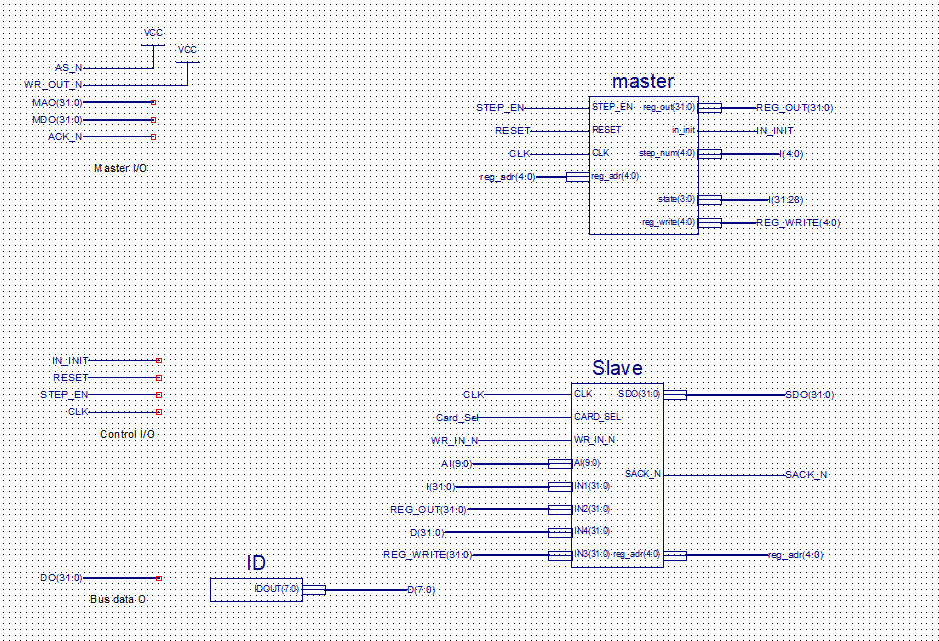 VCC
VCC
AS_N
WR_OUT_N
MAO(31:0)
MDO(31:0)
ACK_N
Master I/O
master
STEP_EN
STEP_EN
reg_out(31:0)
REG_OUT(31:0)
RESET
RESET
in_init
IN_INIT
CLK
CLK
step_num(4:0)
I(4:0)
reg_adr(4:0)
reg_adr(4:0)
state(3:0)
I(31:28)
reg_write(4:0)
REG_WRITE(4:0)
IN_INIT
RESET
STEP_EN
CLK
Control I/O
Slave
CLK
CLK
SDO(31:0)
SDO(31:0)
Card_Sel
CARD_SEL
WR_IN_N
WR_IN_N
AI(9:0)
AI(9:0)
SACK_N
SACK_N
I(31:0)
IN1(31:0)
REG_OUT(31:0)
IN2(31:0)
D(31:0)
IN4(31:0)
REG_WRITE(31:0)
IN3(31:0)
reg_adr(4:0)
reg_adr(4:0)
DO(31:0)
Bus data O
ID
IDOUT(7:0)
D(7:0)